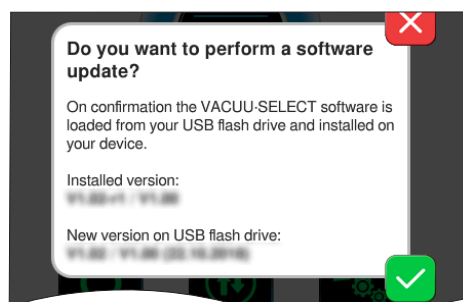 Do you want to perform a software
update?
On confirmation the VACUU·SELECT software is
loaded from your USB flash drive and installed on
your device.
Installed version:
New version on USB flash drive: